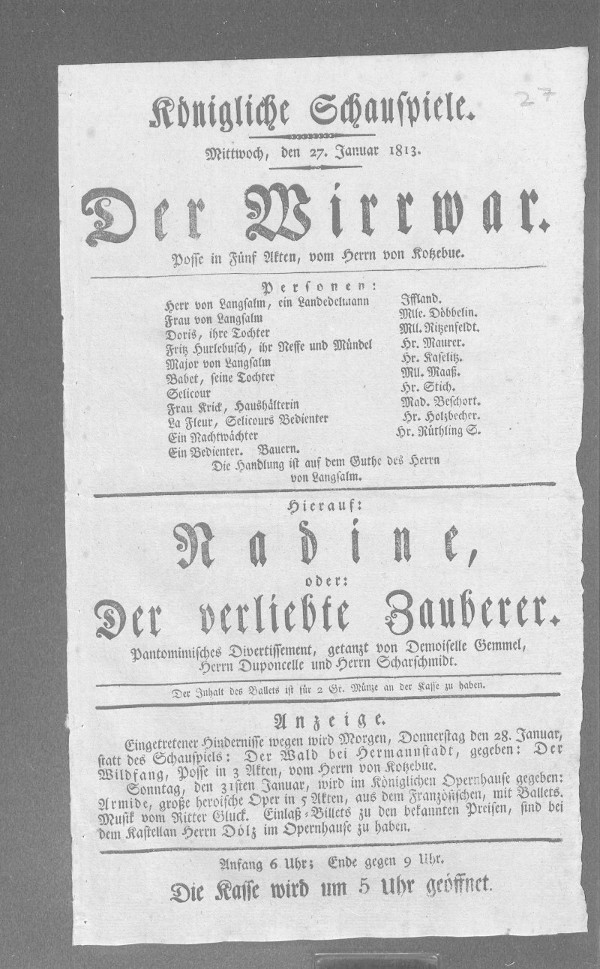 27
Königliche Schauspiele.
Mittwoch, den 27. Januar 1813.
Der Wirrwar.
Posse in Fünf Akten, vom Herrn von Kotzebue.
Personen:
Herr von Langsalm, ein Landedelmann Iffland.
Frau von Langsalm Mlle. Döbbelin.
Doris, ihre Tochter Mll. Ritzenfeldt.
Fritz Hurlebusch, ihr Neffe und Mündel Hr. Maurer.
Major von Langsalm Hr. Kaselitz.
Babet, seine Tochter Mll. Maaß.
Selicour Hr. Stich.
Frau Krick, Haushälterin Mad. Beschort.
La Fleur, Selicours Bedienter Hr. Holzbecher.
Ein Nachtwächter Hr. Rüthling S.
Ein Bedienter. Bauern.
Die Handlung ist auf dem Guthe des Herrn
von Langsalm.
Hierauf:
Nadine,
oder:
Der verliebte Zauberer.
Pantomimisches Divertissement, getanzt von Demoiselle Gemmel,
Herrn Duponcelle und Herrn Scharschmidt.
Der Inhalt des Ballets ist für 2 Gr. Münze an der Kasse zu haben.
Anzeige.
Eingetretener Hindernisse wegen wird Morgen, Donnerstag den 28. Januar,
statt des Schauspiels: Der Wald bei Hermannstadt, gegeben: Der
Wildfang, Posse in 3 Akten, vom Herrn von Kotzebue.
Sonntag, den 31sten Januar, wird im Königlichen Opernhause gegeben:
Armide, große heroische Oper in 5 Akten, aus dem Französischen, mit Ballets.
Musik vom Ritter Gluck. Einlaß-Billets zu den bekannten Preisen, sind bei
dem Kastellan Herrn Dölz im Opernhause zu haben.
Anfang 6 Uhr; Ende gegen 9 Uhr.
Die Kasse wird um 5 Uhr geöffnet.